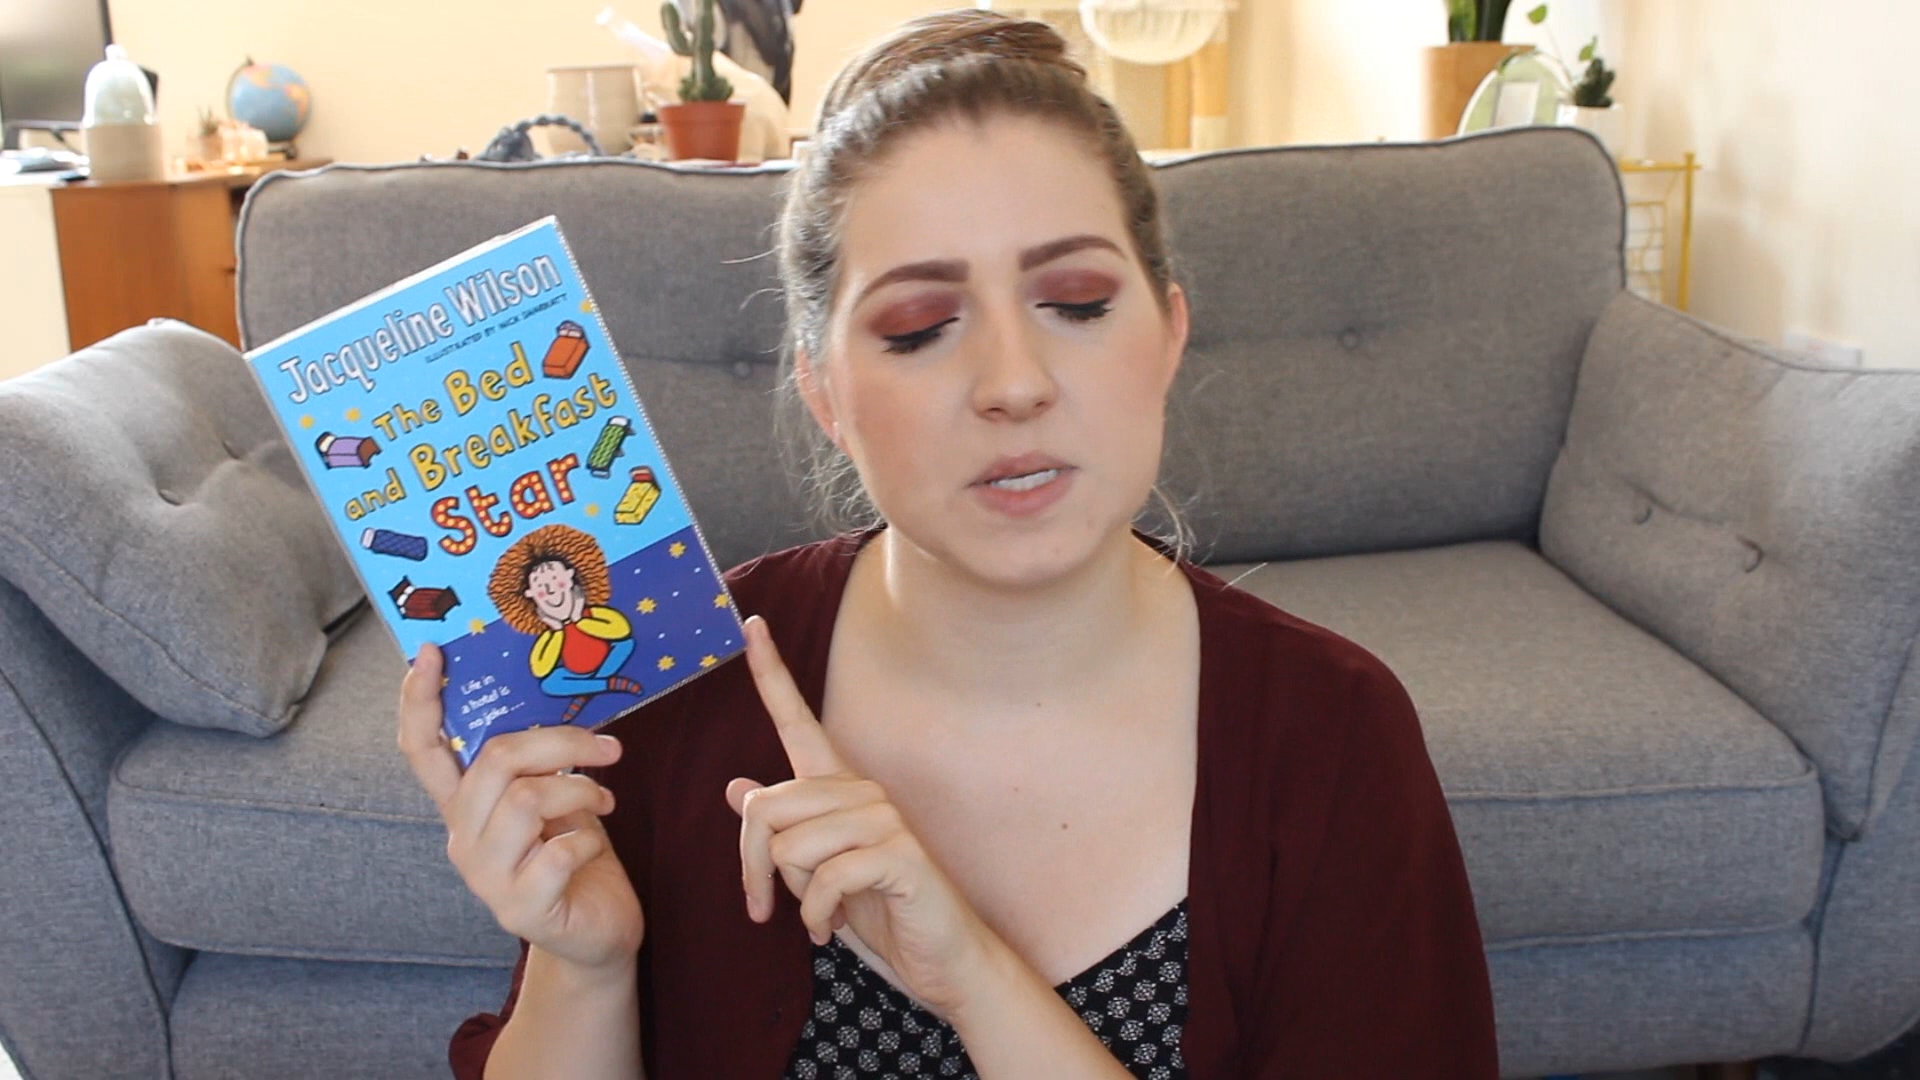 Jacqueline Wilson
ILLUSTRATED BY NICK SHARRATT
The Bed
and Breakfast
Star
Life in
a hotel is
no joke...